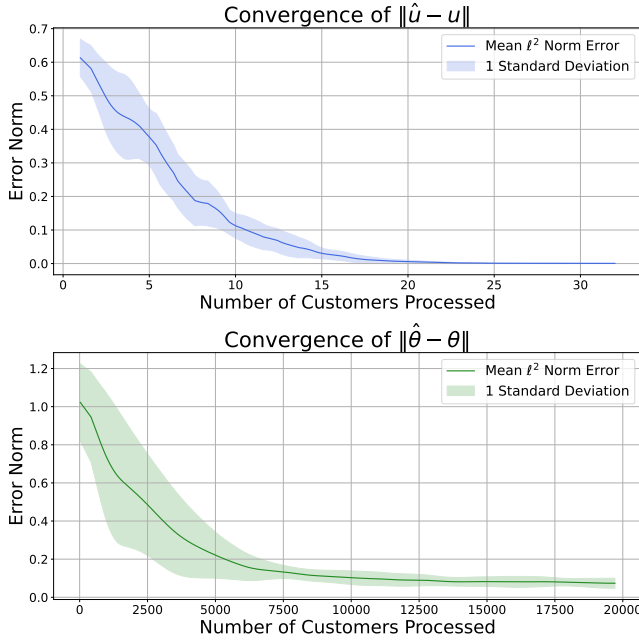 Convergence of ‖û − u‖
0.7
0.6
0.5
0.4
0.3
0.2
0.1
0.0
Error Norm
Mean ℓ² Norm Error
1 Standard Deviation
0 5 10 15 20 25 30
Number of Customers Processed
Convergence of ‖θ̂ − θ‖
1.2
1.0
0.8
0.6
0.4
0.2
0.0
Error Norm
Mean ℓ² Norm Error
1 Standard Deviation
0 2500 5000 7500 10000 12500 15000 17500 20000
Number of Customers Processed